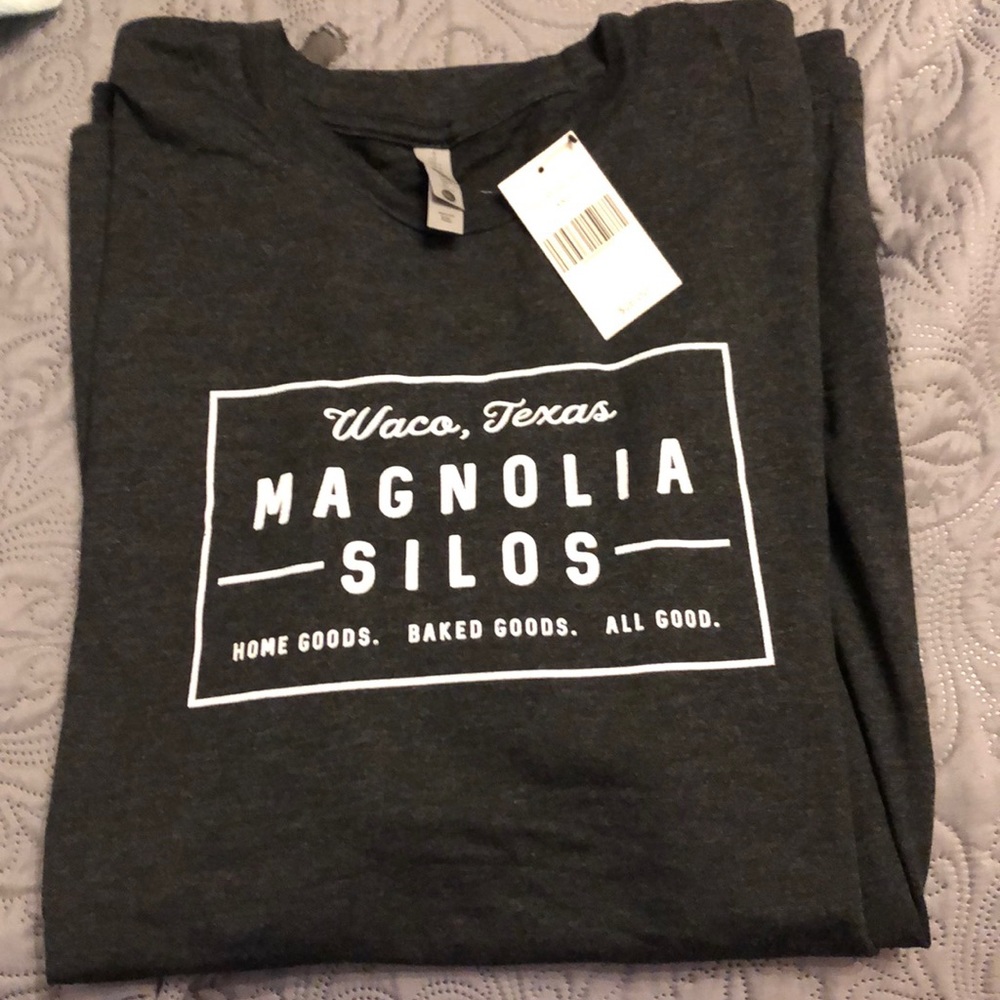 Waco, Texas
MAGNOLIA
SILOS
HOME GOODS. BAKED GOODS. ALL GOOD.